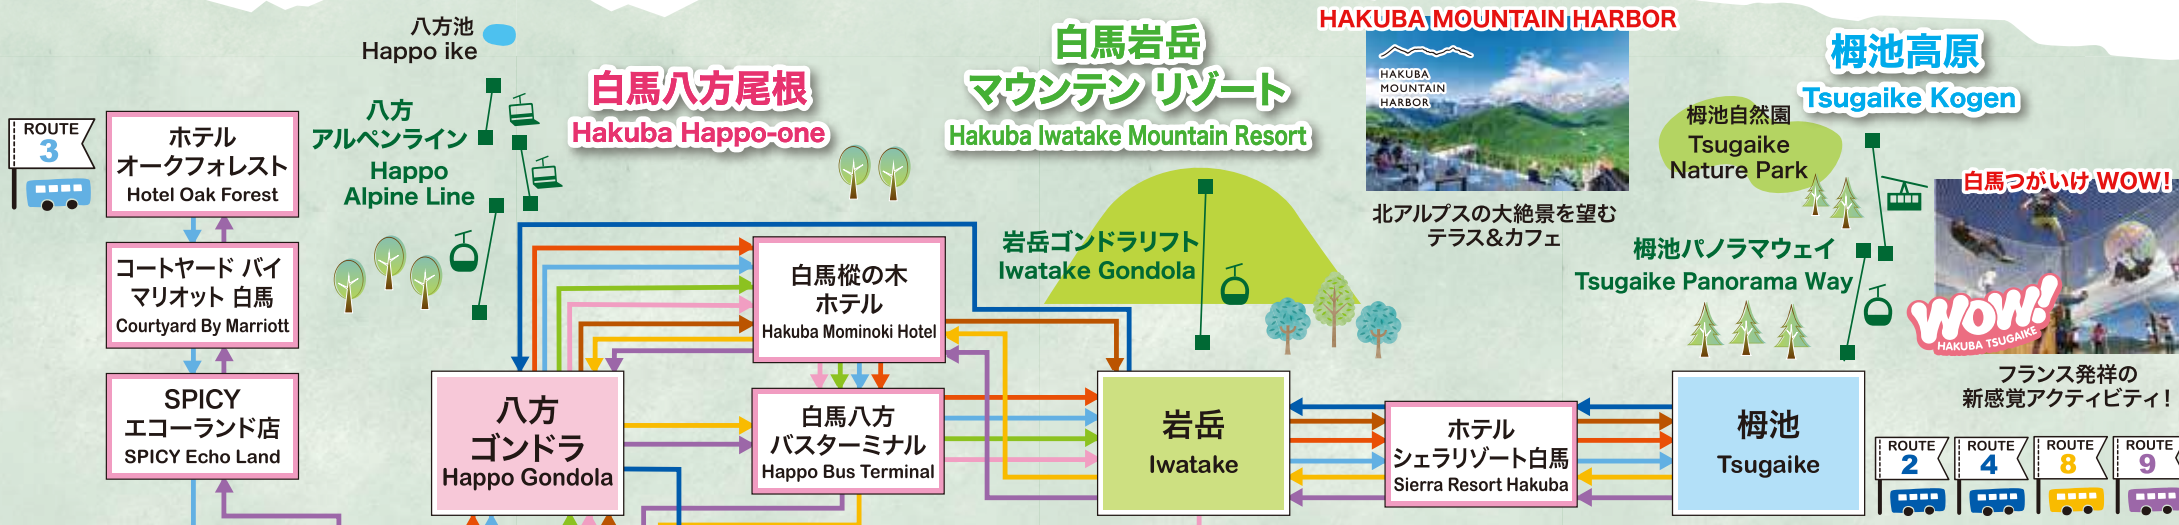 八方池
Happo ike
八方
アルペンライン
Happo
Alpine Line
白馬八方尾根
Hakuba Happo-one
白馬岩岳
マウンテン リゾート
Hakuba Iwatake Mountain Resort
HAKUBA MOUNTAIN HARBOR
HAKUBA
MOUNTAIN
HARBOR
北アルプスの大絶景を望む
テラス&カフェ
栂池高原
Tsugaike Kogen
栂池自然園
Tsugaike
Nature Park
白馬つがいけ WOW!
WOW!
HAKUBA TSUGAIKE
フランス発祥の
新感覚アクティビティ!
栂池パノラマウェイ
Tsugaike Panorama Way
岩岳ゴンドラリフト
Iwatake Gondola
ROUTE
3
ホテル
オークフォレスト
Hotel Oak Forest
コートヤード バイ
マリオット 白馬
Courtyard By Marriott
SPICY
エコーランド店
SPICY Echo Land
八方
ゴンドラ
Happo Gondola
白馬樅の木
ホテル
Hakuba Mominoki Hotel
白馬八方
バスターミナル
Happo Bus Terminal
岩岳
Iwatake
ホテル
シェラリゾート白馬
Sierra Resort Hakuba
栂池
Tsugaike
ROUTE
2
ROUTE
4
ROUTE
8
ROUTE
9